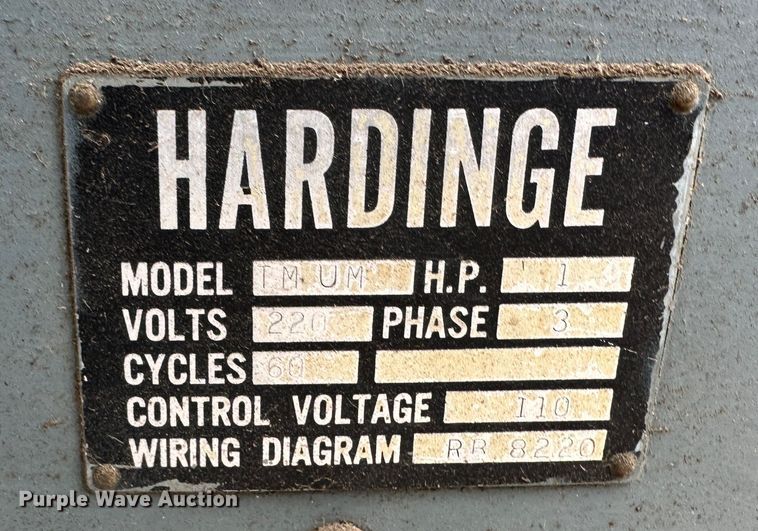 HARDINGE
MODEL TM UM H.P. 1
VOLTS 220 PHASE 3
CYCLES 60
CONTROL VOLTAGE 110
WIRING DIAGRAM RR 8220
Purple Wave Auction